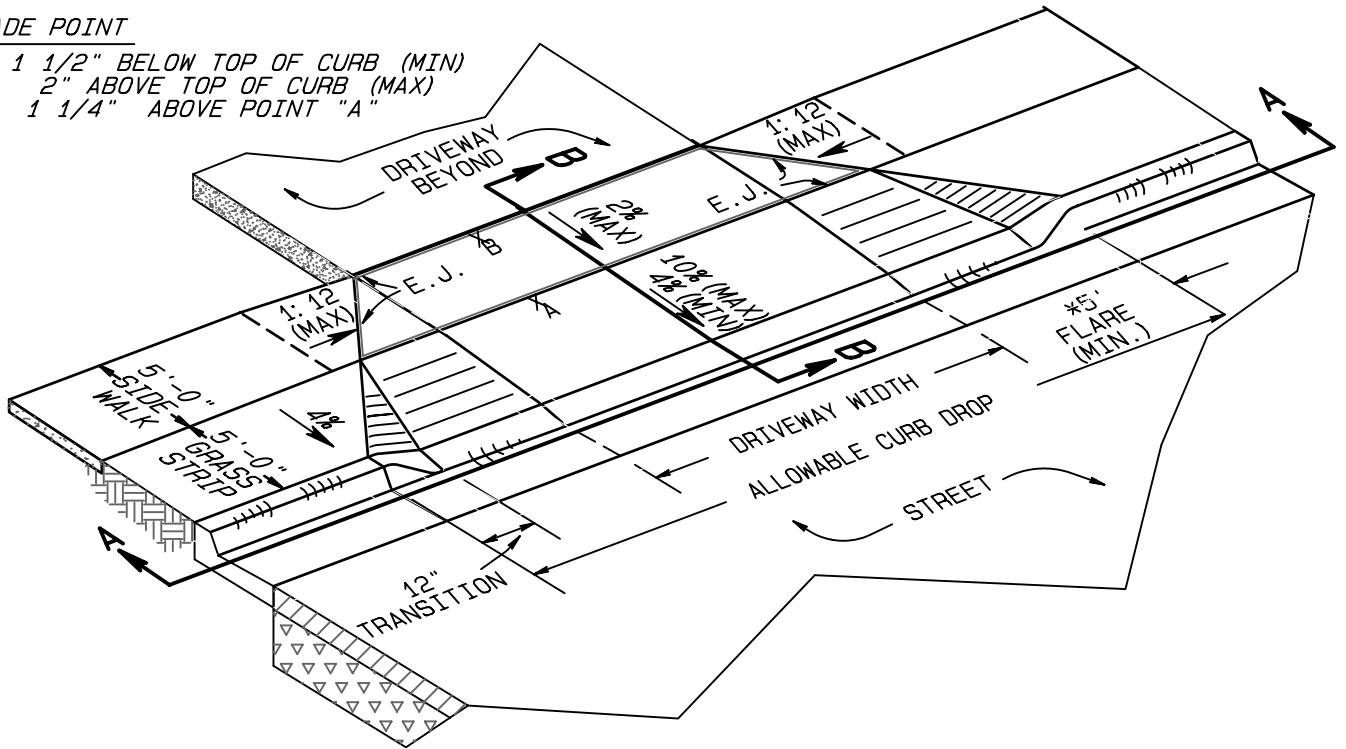 ADE POINT
1 1/2" BELOW TOP OF CURB (MIN)
2" ABOVE TOP OF CURB (MAX)
1 1/4" ABOVE POINT "A"
A
1:12
(MAX)
DRIVEWAY
BEYOND
B
E.J.
2%
(MAX)
B
E.J.
10% (MAX)
4% (MIN)
1:12
(MAX)
A
*5'
FLARE
(MIN.)
B
5'-0"
SIDE
WALK
4%
5'-0"
GRASS
STRIP
DRIVEWAY WIDTH
ALLOWABLE CURB DROP
STREET
A
12"
TRANSITION